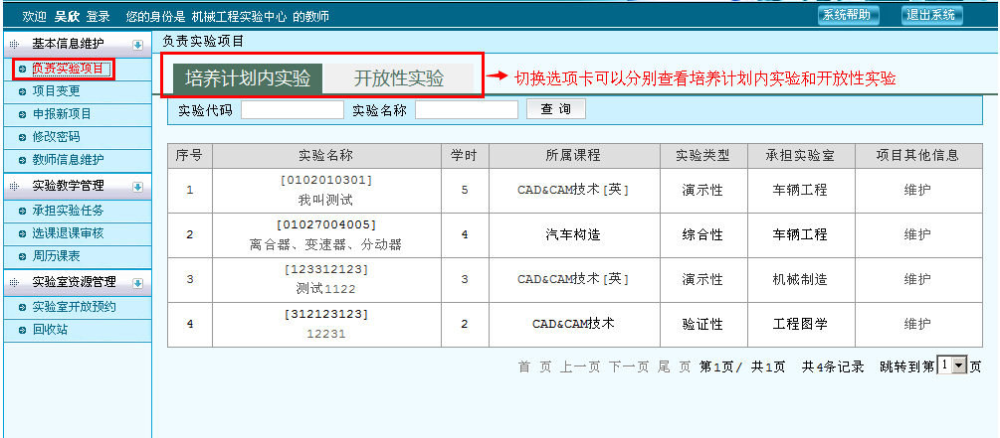 欢迎 吴欣 登录 您的身份是 机械工程实验中心 的教师 系统帮助 退出系统
基本信息维护
负责实验项目
项目变更
申报新项目
修改密码
教师信息维护
实验教学管理
承担实验任务
选课退课审核
周历课表
实验室资源管理
实验室开放预约
回收站
负责实验项目
培养计划内实验 开放性实验 切换选项卡可以分别查看培养计划内实验和开放性实验
实验代码 实验名称 查 询
序号 实验名称 学时 所属课程 实验类型 承担实验室 项目其他信息
1 [0102010301] 5 CAD&CAM技术[英] 演示性 车辆工程 维护
我叫测试
2 [01027004005] 4 汽车构造 综合性 车辆工程 维护
离合器、变速器、分动器
3 [123312123] 3 CAD&CAM技术[英] 演示性 机械制造 维护
测试1122
4 [312123123] 2 CAD&CAM技术 验证性 工程图学 维护
12231
首 页 上一页 下一页 尾 页 第1页/ 共1页 共4条记录 跳转到第 1 页